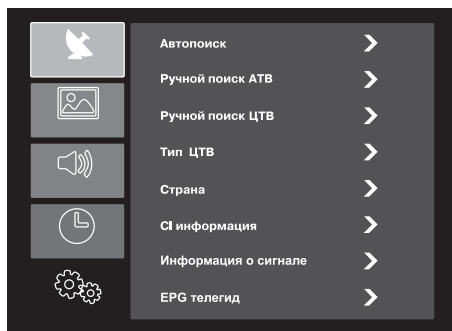 Автопоиск
Ручной поиск АТВ
Ручной поиск ЦТВ
Тип ЦТВ
Страна
CI информация
Информация о сигнале
EPG телегид